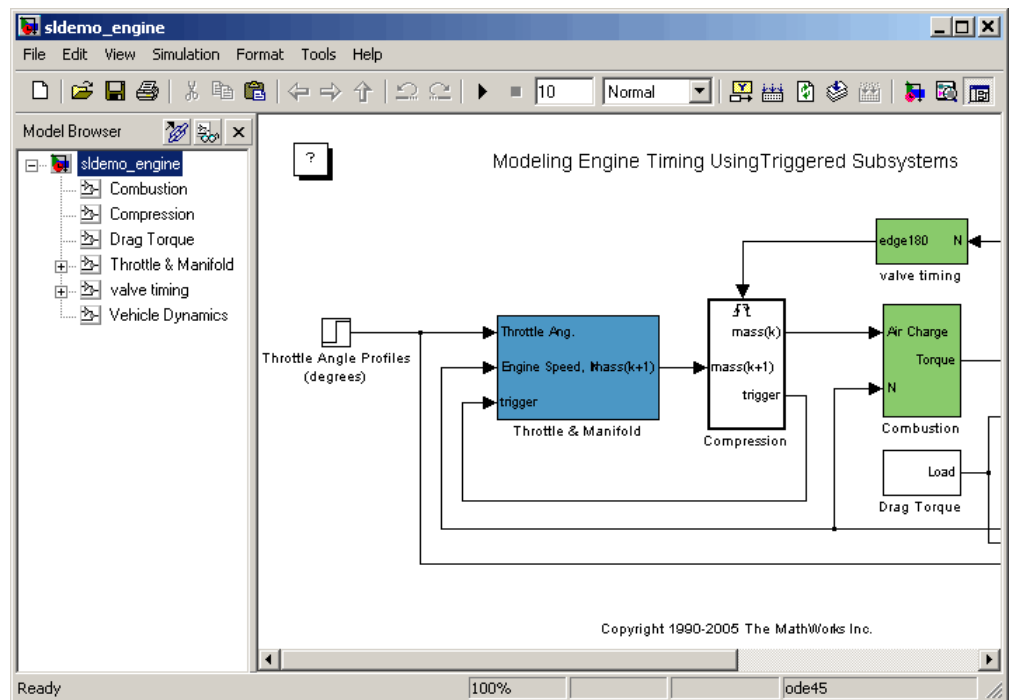 sldemo_engine
File Edit View Simulation Format Tools Help
10 Normal
Model Browser
sldemo_engine
Combustion
Compression
Drag Torque
Throttle & Manifold
valve timing
Vehicle Dynamics
?
Modeling Engine Timing UsingTriggered Subsystems
edge180 N
valve timing
Throttle Angle Profiles
(degrees)
Throttle Ang.
Engine Speed, mass(k+1)
trigger
Throttle & Manifold
mass(k)
mass(k+1)
trigger
Compression
Air Charge
Torque
N
Combustion
Load
Drag Torque
Copyright 1990-2005 The MathWorks Inc.
Ready 100% ode45